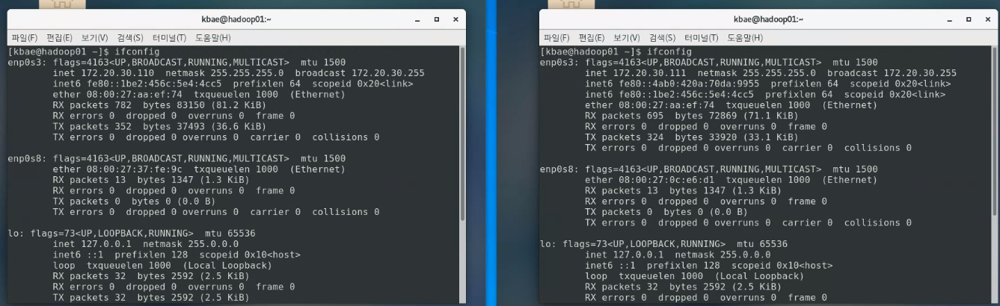 kbae@hadoop01:~
파일(F) 편집(E) 보기(V) 검색(S) 터미널(T) 도움말(H)
[kbae@hadoop01 ~]$ ifconfig
enp0s3: flags=4163<UP,BROADCAST,RUNNING,MULTICAST>  mtu 1500
        inet 172.20.30.110  netmask 255.255.255.0  broadcast 172.20.30.255
        inet6 fe80::1be2:456c:5e4:4cc5  prefixlen 64  scopeid 0x20<link>
        ether 08:00:27:aa:ef:74  txqueuelen 1000  (Ethernet)
        RX packets 782  bytes 83150 (81.2 KiB)
        RX errors 0  dropped 0  overruns 0  frame 0
        TX packets 352  bytes 37493 (36.6 KiB)
        TX errors 0  dropped 0 overruns 0  carrier 0  collisions 0
enp0s8: flags=4163<UP,BROADCAST,RUNNING,MULTICAST>  mtu 1500
        ether 08:00:27:37:fe:9c  txqueuelen 1000  (Ethernet)
        RX packets 13  bytes 1347 (1.3 KiB)
        RX errors 0  dropped 0  overruns 0  frame 0
        TX packets 0  bytes 0 (0.0 B)
        TX errors 0  dropped 0 overruns 0  carrier 0  collisions 0
lo: flags=73<UP,LOOPBACK,RUNNING>  mtu 65536
        inet 127.0.0.1  netmask 255.0.0.0
        inet6 ::1  prefixlen 128  scopeid 0x10<host>
        loop  txqueuelen 1000  (Local Loopback)
        RX packets 32  bytes 2592 (2.5 KiB)
        RX errors 0  dropped 0  overruns 0  frame 0
        TX packets 32  bytes 2592 (2.5 KiB)
kbae@hadoop01:~
파일(F) 편집(E) 보기(V) 검색(S) 터미널(T) 도움말(H)
[kbae@hadoop01 ~]$ ifconfig
enp0s3: flags=4163<UP,BROADCAST,RUNNING,MULTICAST>  mtu 1500
        inet 172.20.30.111  netmask 255.255.255.0  broadcast 172.20.30.255
        inet6 fe80::4ab0:420a:70da:9955  prefixlen 64  scopeid 0x20<link>
        inet6 fe80::1be2:456c:5e4:4cc5  prefixlen 64  scopeid 0x20<link>
        ether 08:00:27:aa:ef:74  txqueuelen 1000  (Ethernet)
        RX packets 695  bytes 72869 (71.1 KiB)
        RX errors 0  dropped 0  overruns 0  frame 0
        TX packets 324  bytes 33920 (33.1 KiB)
        TX errors 0  dropped 0 overruns 0  carrier 0  collisions 0
enp0s8: flags=4163<UP,BROADCAST,RUNNING,MULTICAST>  mtu 1500
        ether 08:00:27:0c:e6:d1  txqueuelen 1000  (Ethernet)
        RX packets 13  bytes 1347 (1.3 KiB)
        RX errors 0  dropped 0  overruns 0  frame 0
        TX packets 0  bytes 0 (0.0 B)
        TX errors 0  dropped 0 overruns 0  carrier 0  collisions 0
lo: flags=73<UP,LOOPBACK,RUNNING>  mtu 65536
        inet 127.0.0.1  netmask 255.0.0.0
        inet6 ::1  prefixlen 128  scopeid 0x10<host>
        loop  txqueuelen 1000  (Local Loopback)
        RX packets 32  bytes 2592 (2.5 KiB)
        RX errors 0  dropped 0  overruns 0  frame 0